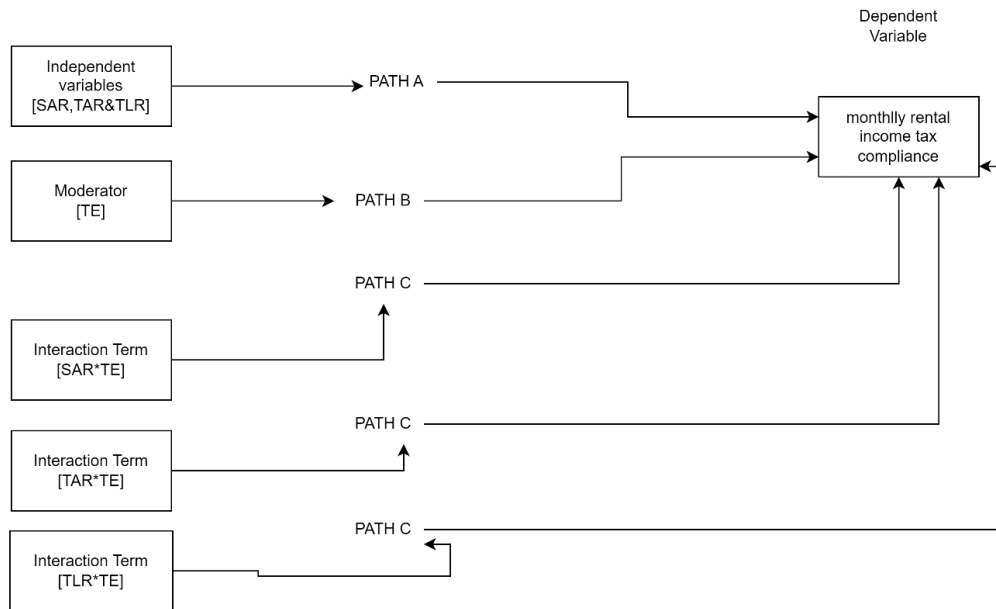 Dependent
Variable
Independent
variables
[SAR,TAR&TLR]
PATH A
monthlly rental
income tax
compliance
Moderator
[TE]
PATH B
PATH C
Interaction Term
[SAR*TE]
PATH C
Interaction Term
[TAR*TE]
PATH C
Interaction Term
[TLR*TE]